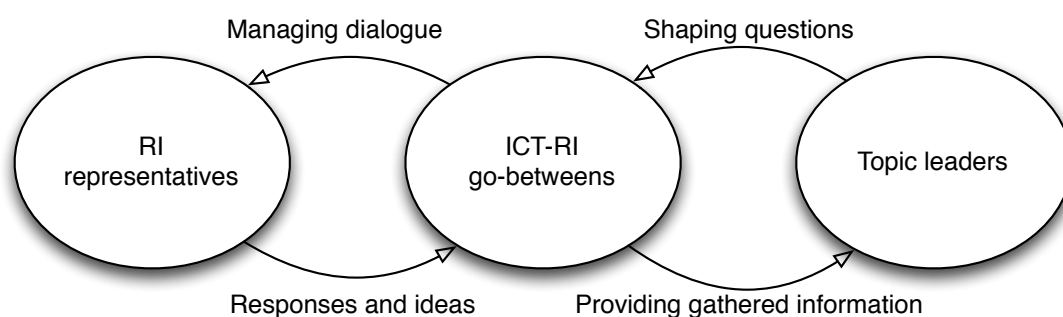 Managing dialogue
Shaping questions
RI
representatives
ICT-RI
go-betweens
Topic leaders
Responses and ideas
Providing gathered information